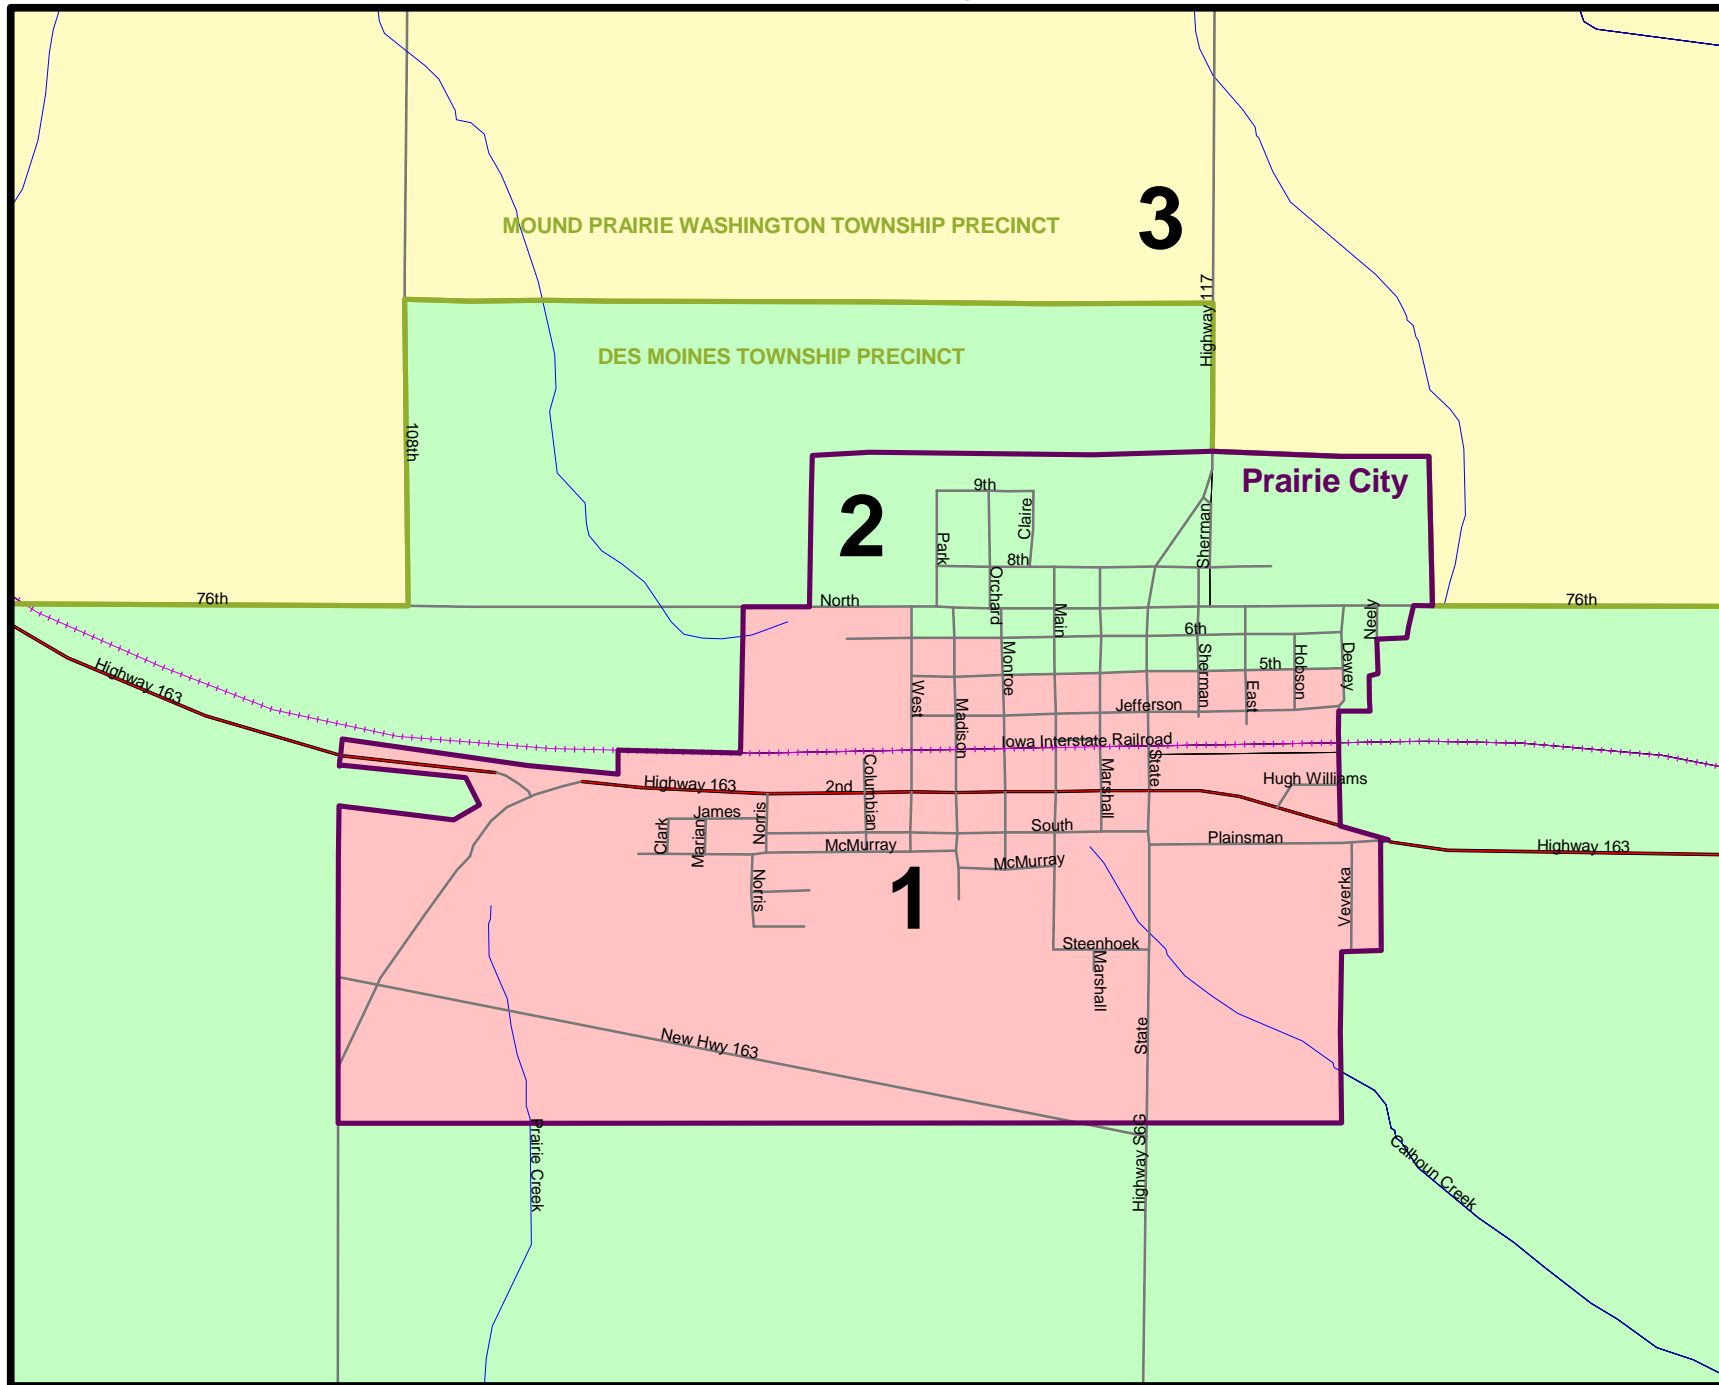 3
MOUND PRAIRIE WASHINGTON TOWNSHIP PRECINCT
Highway 117
DES MOINES TOWNSHIP PRECINCT
108th
Prairie City
2
9th
Claire
Sherman
Park
8th
Orchard
76th
North
Main
Neely
76th
6th
Monroe
Sherman
5th
Hobson
Dewey
Highway 163
West
Madison
East
Jefferson
Iowa Interstate Railroad
State
Columbian
Marshall
Hugh Williams
Highway 163
2nd
James
Norris
Clark
Marian
South
Plainsman
McMurray
McMurray
Highway 163
Norris
1
Veverka
Steenhoek
Marshall
State
New Hwy 163
Prairie Creek
Highway S6G
Calhoun Creek